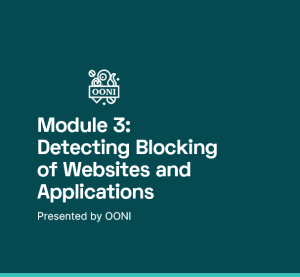 OONI
Module 3:
Detecting Blocking
of Websites and
Applications
Presented by OONI